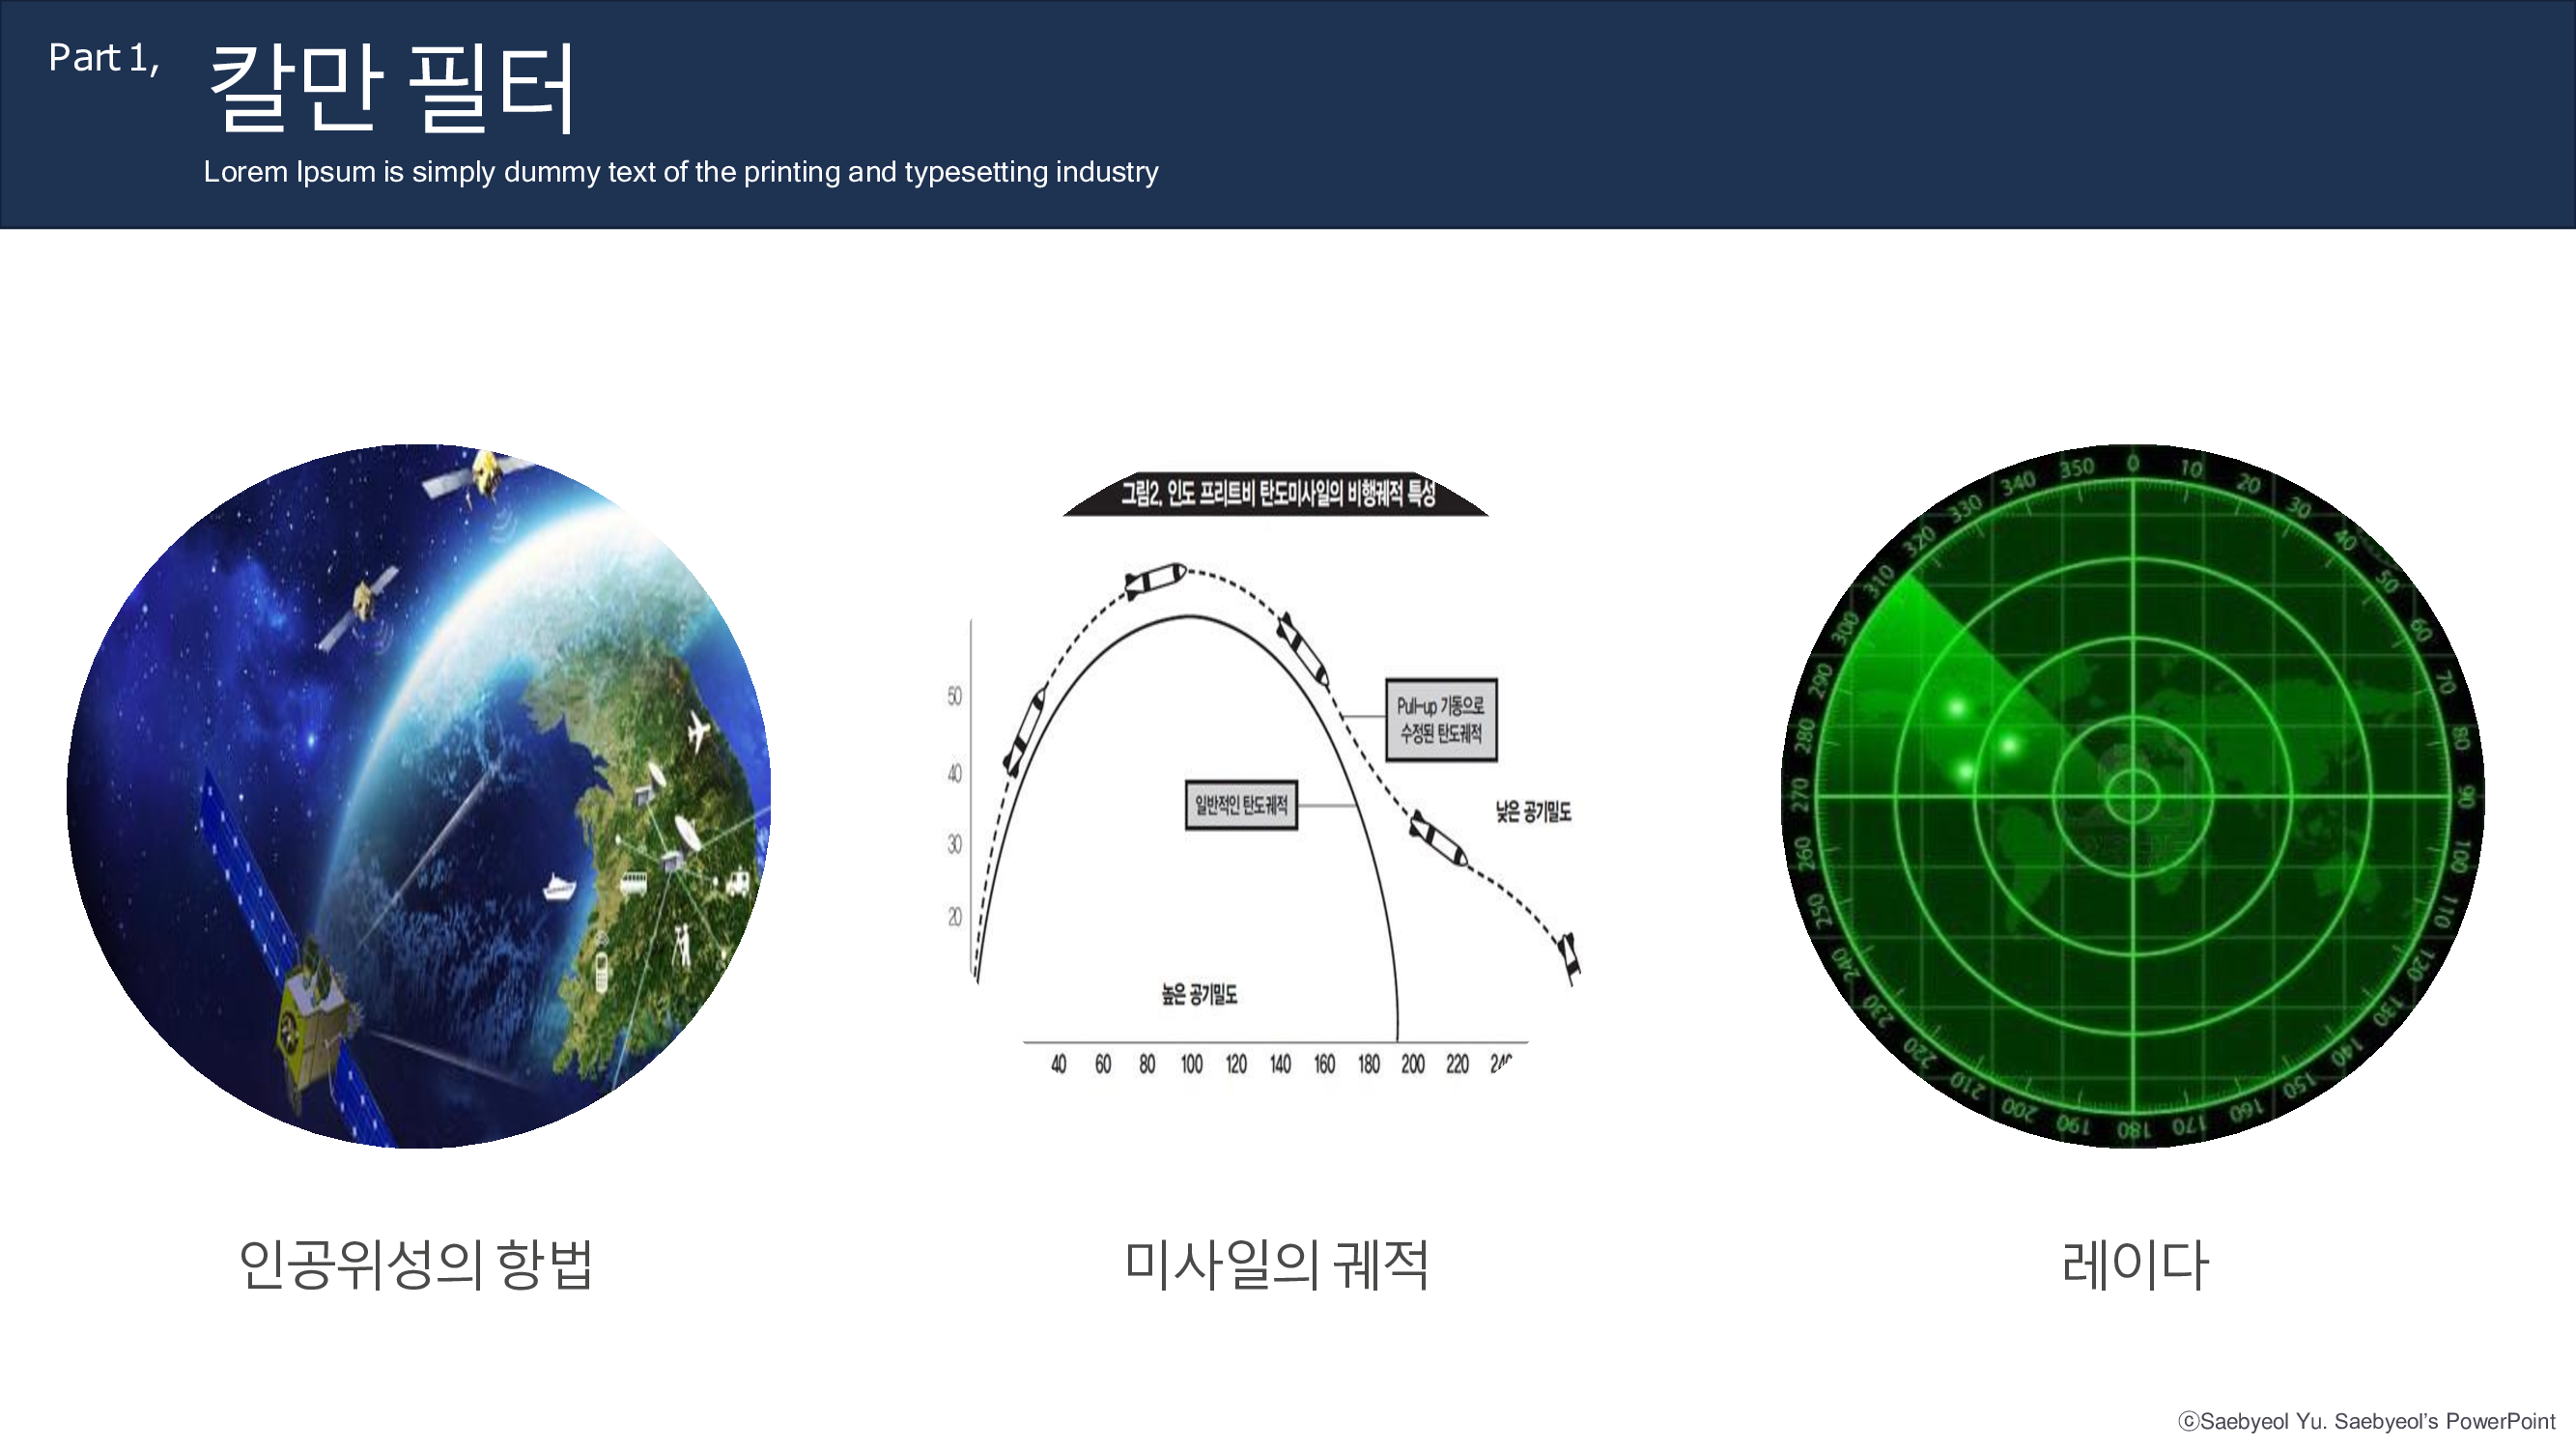 Part 1,
칼만 필터
Lorem Ipsum is simply dummy text of the printing and typesetting industry
그림2. 인도 프리트비 탄도미사일의 비행궤적 특성
50
40
30
20
Pull-up 기동으로
수정된 탄도궤적
일반적인 탄도궤적
낮은 공기밀도
높은 공기밀도
40 60 80 100 120 140 160 180 200 220 240
0 10 20 30 40 50 60 70 80 90 100 110 120 130 140 150 160 170 180 190 200 210 220 230 240 250 260 270 280 290 300 310 320 330 340 350
인공위성의 항법
미사일의 궤적
레이다
ⓒSaebyeol Yu. Saebyeol’s PowerPoint